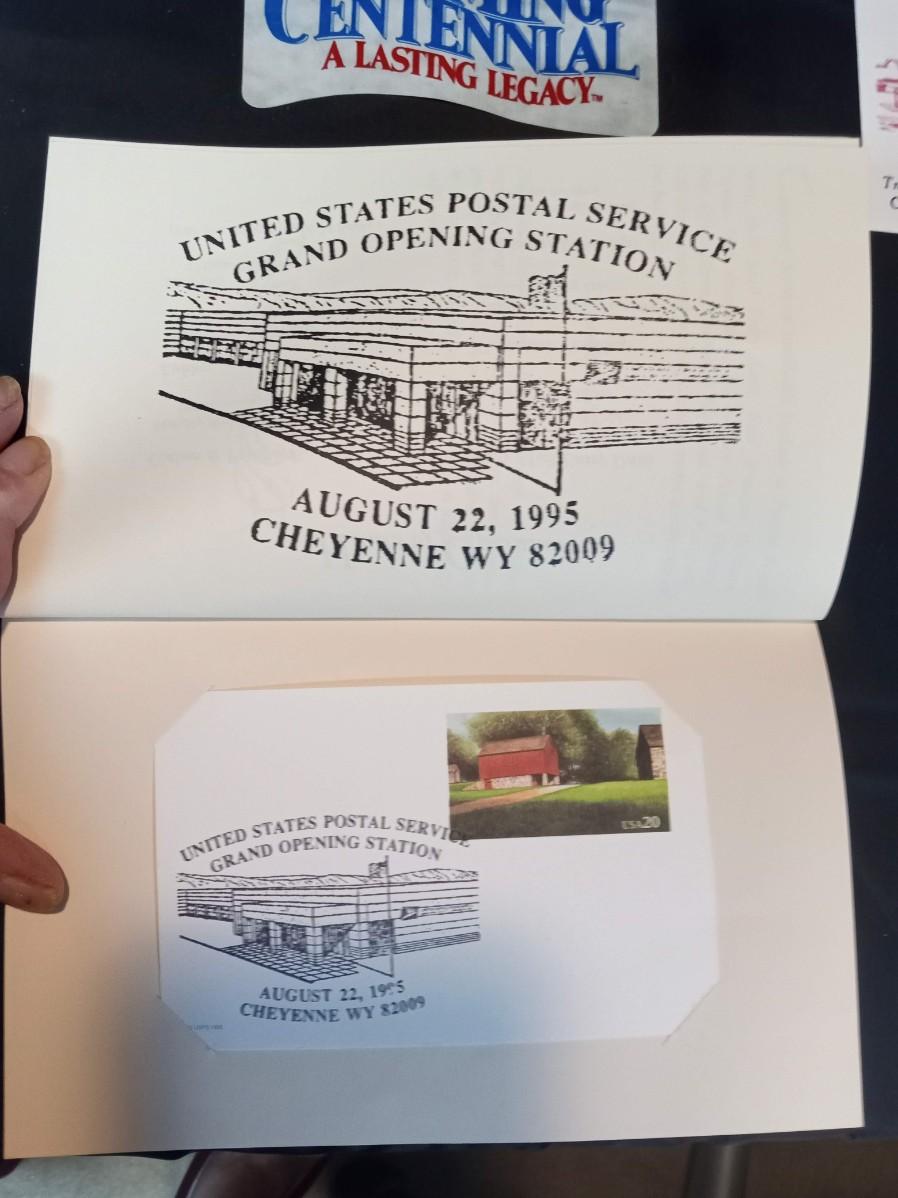 CENTENNIAL
A LASTING LEGACY™
UNITED STATES POSTAL SERVICE
GRAND OPENING STATION
AUGUST 22, 1995
CHEYENNE WY 82009
USA20
UNITED STATES POSTAL SERVICE
GRAND OPENING STATION
AUGUST 22, 1995
CHEYENNE WY 82009